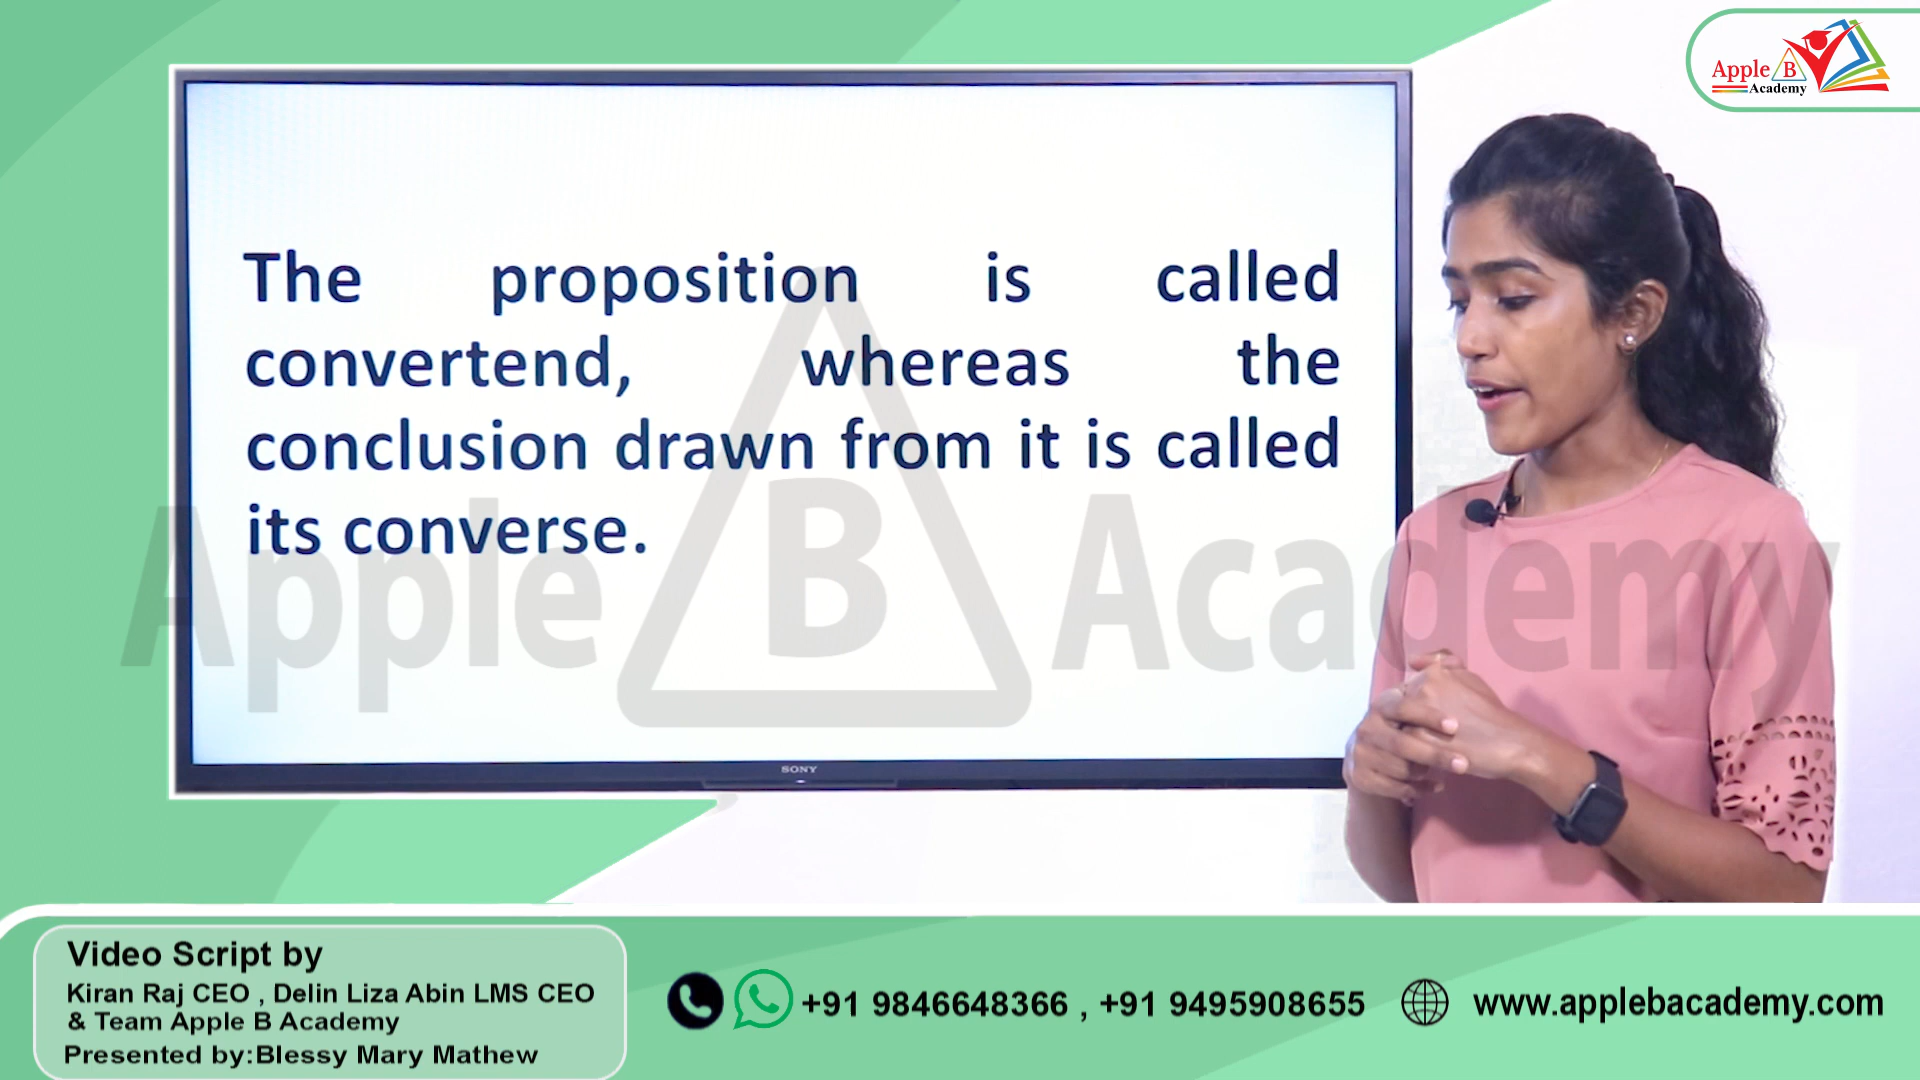 Apple B
Academy
The proposition is called
convertend, whereas the
conclusion drawn from it is called
its converse.
Apple B Academy
SONY
Video Script by
Kiran Raj CEO , Delin Liza Abin LMS CEO
& Team Apple B Academy
Presented by:Blessy Mary Mathew
+91 9846648366 , +91 9495908655
www.applebacademy.com